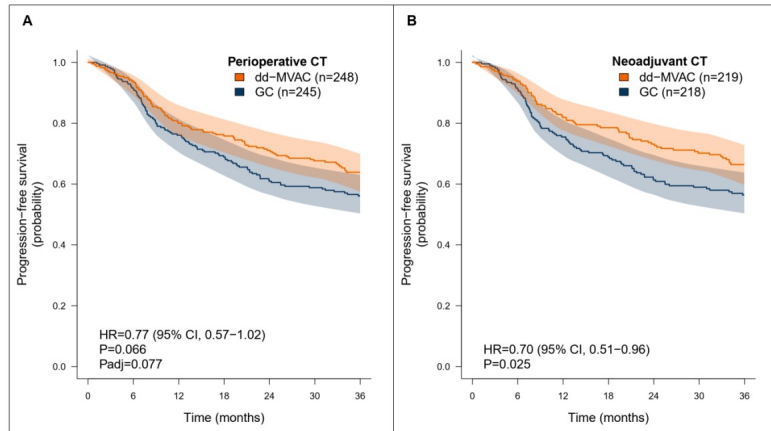 A
Perioperative CT
dd-MVAC (n=248)
GC (n=245)
Progression-free survival
(probability)
1.0
0.8
0.6
0.4
0.2
0.0
HR=0.77 (95% CI, 0.57-1.02)
P=0.066
Padj=0.077
0 6 12 18 24 30 36
Time (months)
B
Neoadjuvant CT
dd-MVAC (n=219)
GC (n=218)
Progression-free survival
(probability)
1.0
0.8
0.6
0.4
0.2
0.0
HR=0.70 (95% CI, 0.51-0.96)
P=0.025
0 6 12 18 24 30 36
Time (months)